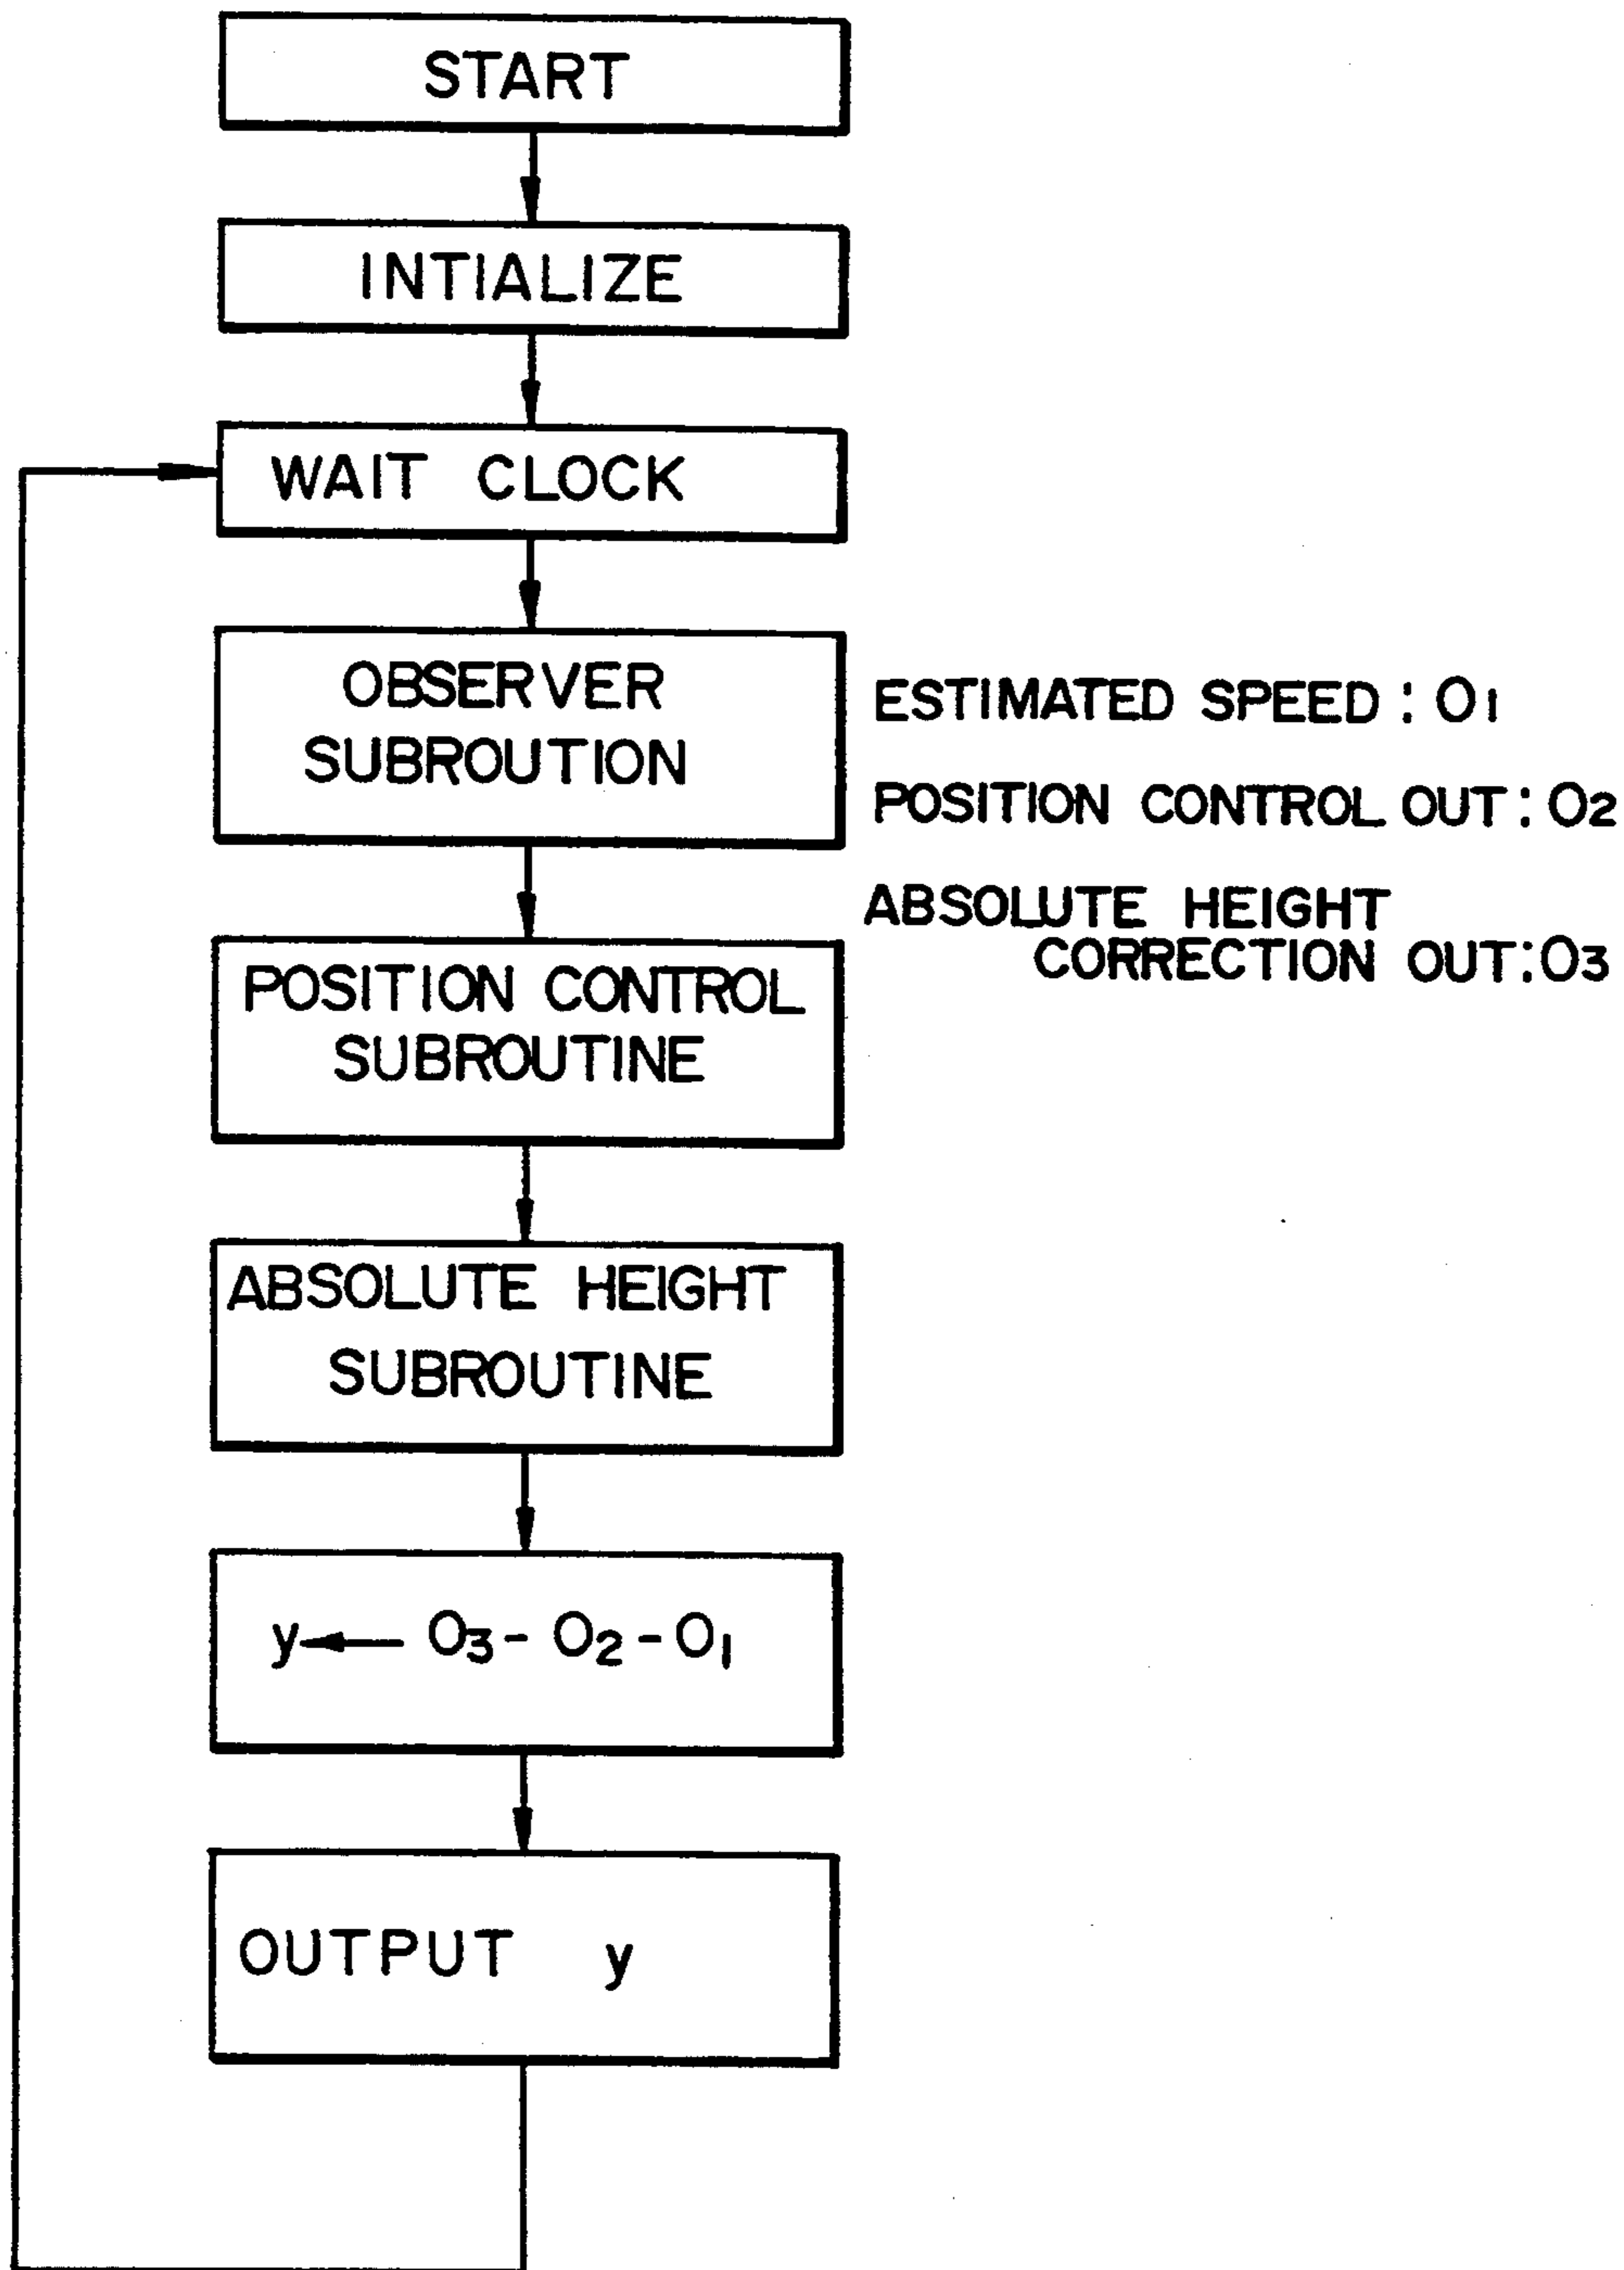 START
INTIALIZE
WAIT CLOCK
OBSERVER
SUBROUTION
ESTIMATED SPEED : O1
POSITION CONTROL OUT : O2
ABSOLUTE HEIGHT
CORRECTION OUT : O3
POSITION CONTROL
SUBROUTINE
ABSOLUTE HEIGHT
SUBROUTINE
y ← O3 - O2 - O1
OUTPUT y